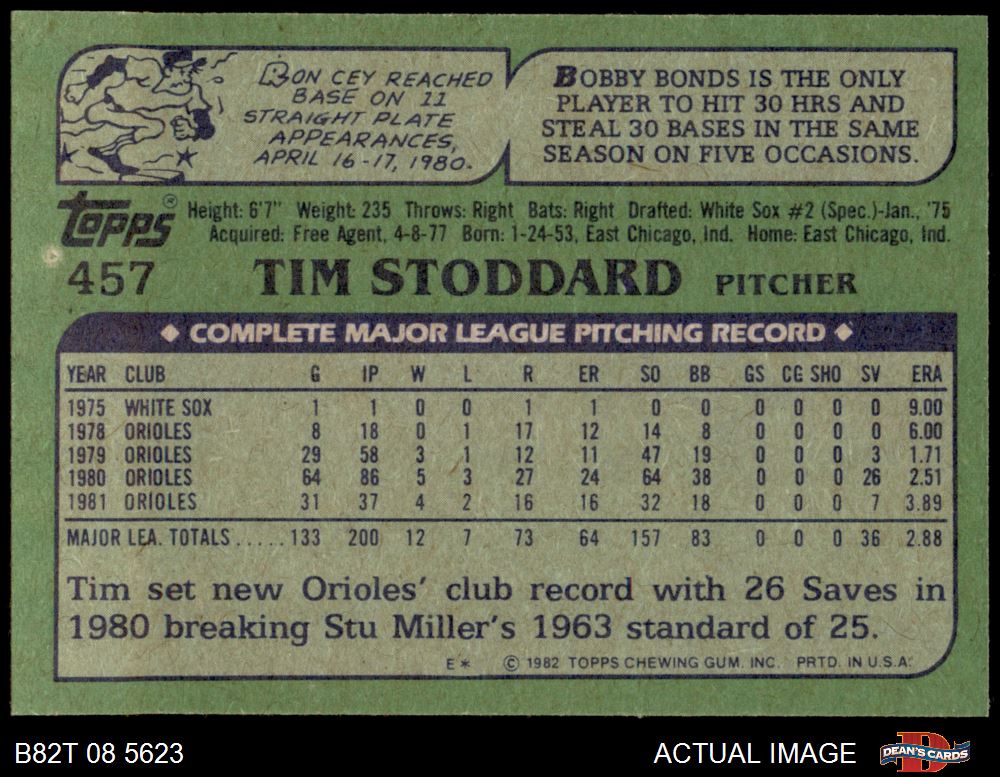 RON CEY REACHED
BASE ON 11
STRAIGHT PLATE
APPEARANCES,
APRIL 16-17, 1980.
BOBBY BONDS IS THE ONLY
PLAYER TO HIT 30 HRS AND
STEAL 30 BASES IN THE SAME
SEASON ON FIVE OCCASIONS.
topps® Height: 6'7" Weight: 235 Throws: Right Bats: Right Drafted: White Sox #2 (Spec.)-Jan., '75
Acquired: Free Agent, 4-8-77 Born: 1-24-53, East Chicago, Ind. Home: East Chicago, Ind.
457 TIM STODDARD PITCHER
◆ COMPLETE MAJOR LEAGUE PITCHING RECORD ◆
YEAR CLUB G IP W L R ER SO BB GS CG SHO SV ERA
1975 WHITE SOX 1 1 0 0 1 1 0 0 0 0 0 0 9.00
1978 ORIOLES 8 18 0 1 17 12 14 8 0 0 0 0 6.00
1979 ORIOLES 29 58 3 1 12 11 47 19 0 0 0 3 1.71
1980 ORIOLES 64 86 5 3 27 24 64 38 0 0 0 26 2.51
1981 ORIOLES 31 37 4 2 16 16 32 18 0 0 0 7 3.89
MAJOR LEA. TOTALS ..... 133 200 12 7 73 64 157 83 0 0 0 36 2.88
Tim set new Orioles' club record with 26 Saves in
1980 breaking Stu Miller's 1963 standard of 25.
E* © 1982 TOPPS CHEWING GUM. INC. PRTD. IN U.S.A.
B82T 08 5623 ACTUAL IMAGE DEAN'S CARDS